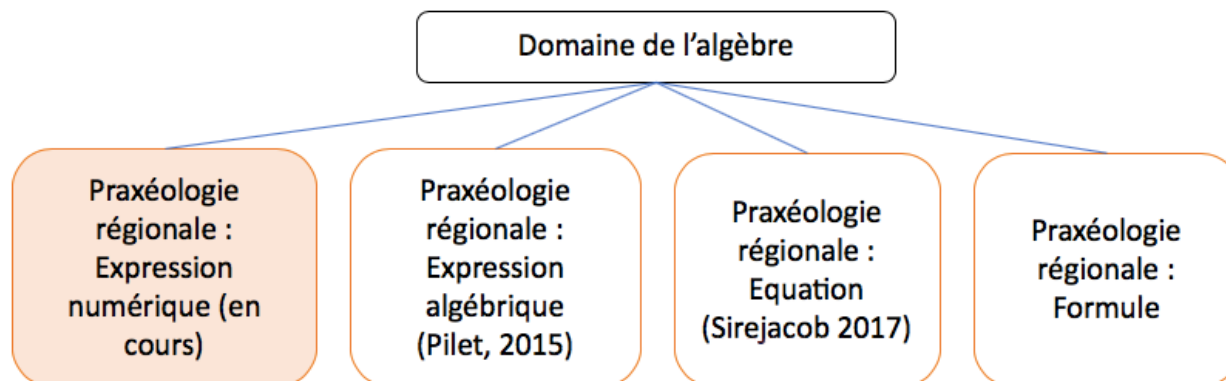 Domaine de l'algèbre
Praxéologie
régionale :
Expression
numérique (en
cours)
Praxéologie
régionale :
Expression
algébrique
(Pilet, 2015)
Praxéologie
régionale :
Equation
(Sirejacob 2017)
Praxéologie
régionale :
Formule